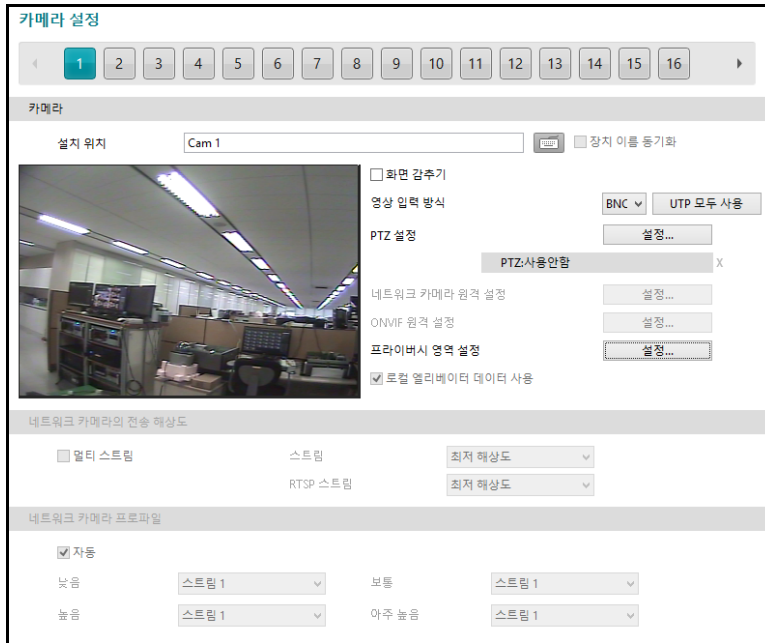 카메라 설정
1 2 3 4 5 6 7 8 9 10 11 12 13 14 15 16
카메라
설치 위치 Cam 1 장치 이름 동기화
화면 감추기
영상 입력 방식 BNC UTP 모두 사용
PTZ 설정 설정...
PTZ:사용안함 X
네트워크 카메라 원격 설정 설정...
ONVIF 원격 설정 설정...
프라이버시 영역 설정 설정...
로컬 엘리베이터 데이터 사용
네트워크 카메라의 전송 해상도
멀티 스트림 스트림 최저 해상도
RTSP 스트림 최저 해상도
네트워크 카메라 프로파일
자동
낮음 스트림 1 보통 스트림 1
높음 스트림 1 아주 높음 스트림 1